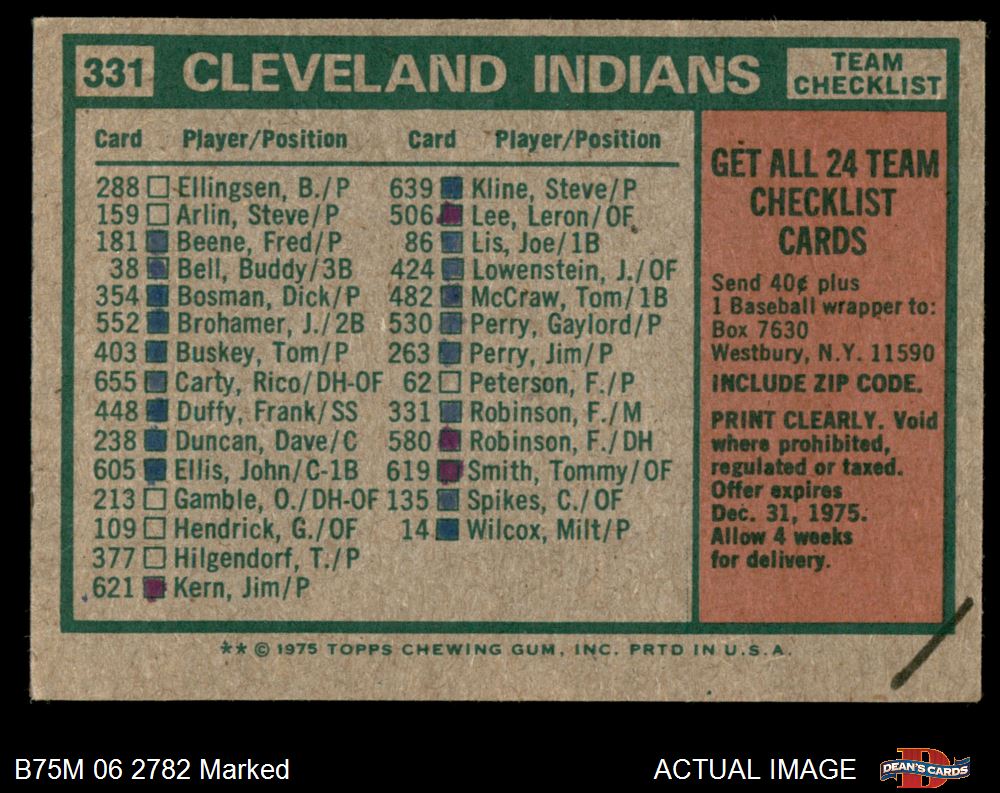 331 CLEVELAND INDIANS TEAM CHECKLIST
Card Player/Position
288 Ellingsen, B./P
159 Arlin, Steve/P
181 Beene, Fred/P
38 Bell, Buddy/3B
354 Bosman, Dick/P
552 Brohamer, J./2B
403 Buskey, Tom/P
655 Carty, Rico/DH-OF
448 Duffy, Frank/SS
238 Duncan, Dave/C
605 Ellis, John/C-1B
213 Gamble, O./DH-OF
109 Hendrick, G./OF
377 Hilgendorf, T./P
621 Kern, Jim/P
Card Player/Position
639 Kline, Steve/P
506 Lee, Leron/OF
86 Lis, Joe/1B
424 Lowenstein, J./OF
482 McCraw, Tom/1B
530 Perry, Gaylord/P
263 Perry, Jim/P
62 Peterson, F./P
331 Robinson, F./M
580 Robinson, F./DH
619 Smith, Tommy/OF
135 Spikes, C./OF
14 Wilcox, Milt/P
GET ALL 24 TEAM
CHECKLIST
CARDS
Send 40¢ plus
1 Baseball wrapper to:
Box 7630
Westbury, N.Y. 11590
INCLUDE ZIP CODE.
PRINT CLEARLY. Void
where prohibited,
regulated or taxed.
Offer expires
Dec. 31, 1975.
Allow 4 weeks
for delivery.
** © 1975 TOPPS CHEWING GUM, INC. PRTD IN U.S.A.
B75M 06 2782 Marked
ACTUAL IMAGE
D
DEAN'S CARDS